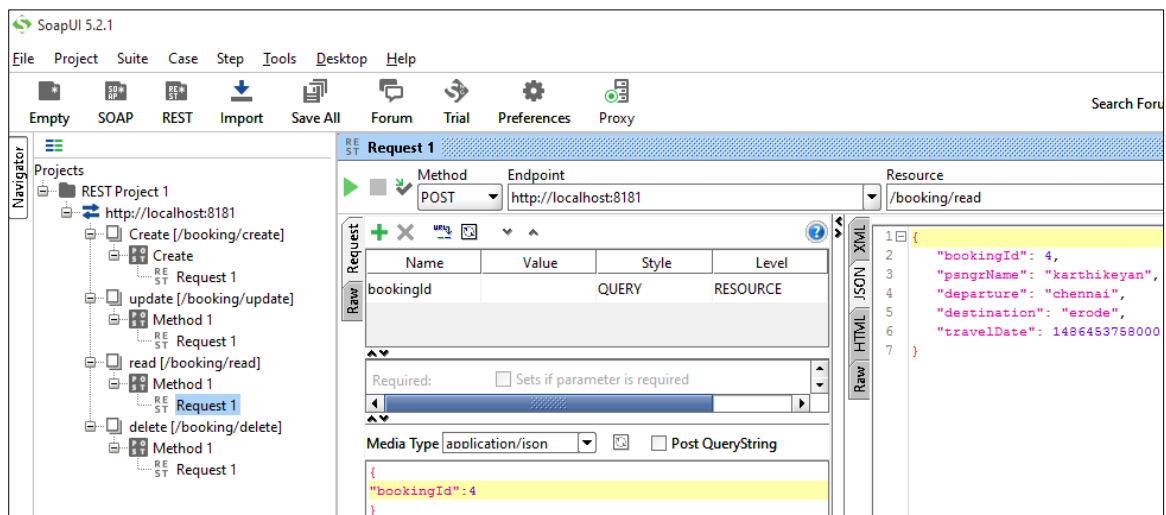 SoapUI 5.2.1
File Project Suite Case Step Tools Desktop Help
Empty SOAP REST Import Save All Forum Trial Preferences Proxy
Search Foru
Navigator
Projects
REST Project 1
http://localhost:8181
Create [/booking/create]
Create
Request 1
update [/booking/update]
Method 1
Request 1
read [/booking/read]
Method 1
Request 1
delete [/booking/delete]
Method 1
Request 1
Request 1
Method Endpoint Resource
POST http://localhost:8181 /booking/read
Request
Raw
Name Value Style Level
bookingId QUERY RESOURCE
Required: Sets if parameter is required
Media Type application/json Post QueryString
{
"bookingId":4
}
XML
JSON
HTML
Raw
1 {
2 "bookingId": 4,
3 "psngrName": "karthikeyan",
4 "departure": "chennai",
5 "destination": "erode",
6 "travelDate": 1486453758000
7 }